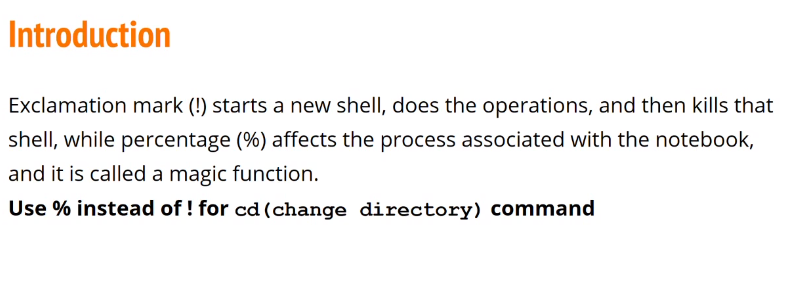 Introduction
Exclamation mark (!) starts a new shell, does the operations, and then kills that
shell, while percentage (%) affects the process associated with the notebook,
and it is called a magic function.
Use % instead of ! for cd(change directory) command